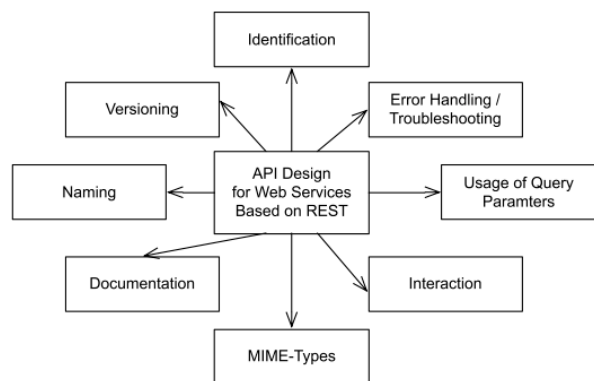 Identification
Versioning
Error Handling /
Troubleshooting
API Design
for Web Services
Based on REST
Naming
Usage of Query
Paramters
Documentation
Interaction
MIME-Types